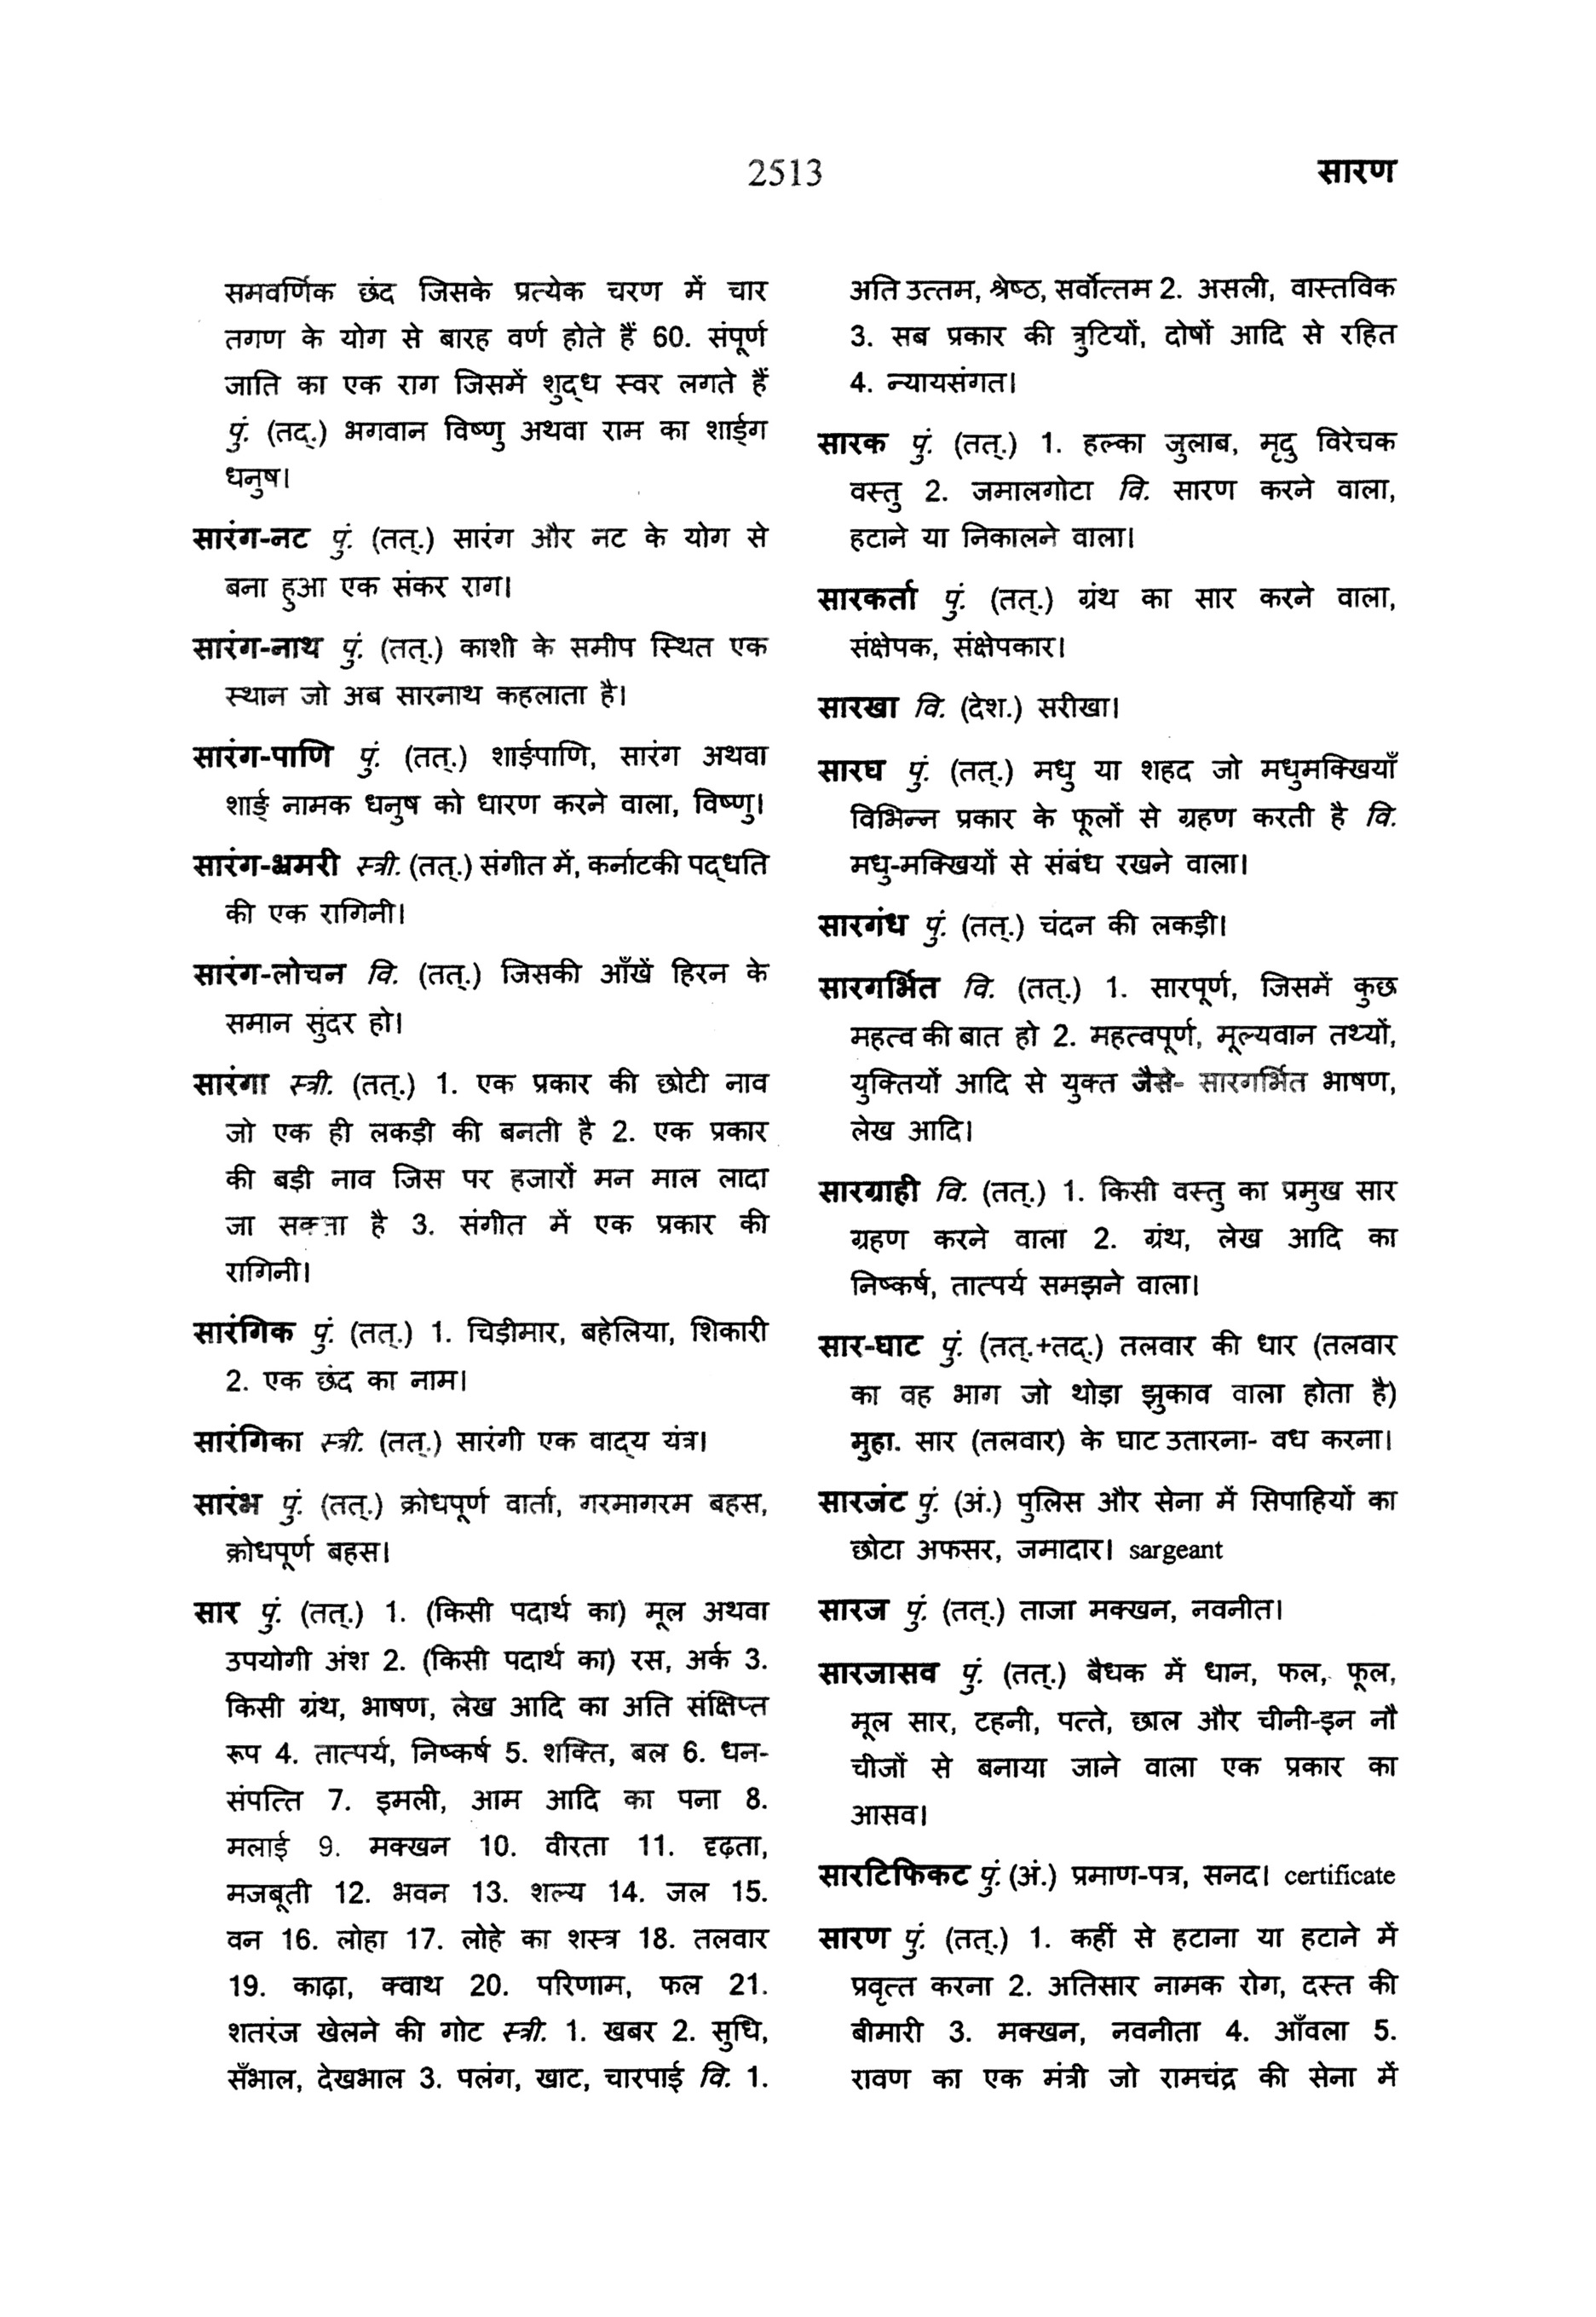 2513
सारण
समवर्णिक छंद जिसके प्रत्येक चरण में चार
तगण के योग से बारह वर्ण होते हैं 60. संपूर्ण
जाति का एक राग जिसमें शुद्ध स्वर लगते हैं
पुं. (तद्.) भगवान विष्णु अथवा राम का शार्ङ्ग
धनुष।
सारंग-नट पुं. (तत्.) सारंग और नट के योग से
बना हुआ एक संकर राग।
सारंग-नाथ पुं. (तत्.) काशी के समीप स्थित एक
स्थान जो अब सारनाथ कहलाता है।
सारंग-पाणि पुं. (तत्.) सारंग अथवा
नामक धनुष को धारण करने वाला, विष्णु।
सारंग-भ्रमरी स्त्री. (तत्.) संगीत में, कर्नाटकी पद्धति
की एक रागिनी।
सारंग-लोचन वि. (तत्.) जिसकी आँखें हिरन के
समान सुंदर हो।
सारंगा स्त्री. (तत्.) 1. एक प्रकार की छोटी नाव
जो एक ही लकड़ी की बनती है 2. एक प्रकार
की बड़ी नाव जिस पर हजारों मन माल लादा
जा सकता है 3. संगीत में एक प्रकार की
रागिनी।
सारंगिक पुं. (तत्.) 1. चिड़ीमार, बहेलिया, शिकारी
2. एक छंद का नाम।
सारंगिका स्त्री. (तत्.) सारंगी एक वाद्य यंत्र।
सारंभ पुं. (तत्.) क्रोधपूर्ण वार्ता, गरमागरम बहस,
क्रोधपूर्ण बहस।
सार पुं. (तत्.) 1. (किसी पदार्थ का) मूल अथवा
उपयोगी अंश 2. (किसी पदार्थ का) रस, अर्क 3.
किसी ग्रंथ, भाषण, लेख आदि का अति संक्षिप्त
रूप 4. तात्पर्य, निष्कर्ष 5. शक्ति, बल 6. धन-
संपत्ति 7. इमली, आम आदि का पना 8.
मलाई 9. मक्खन 10. वीरता 11. दृढ़ता,
मजबूती 12. भवन 13. शल्य 14. जल 15.
वन 16. लोहा 17. लोहे का शस्त्र 18. तलवार
19. काढ़ा, क्वाथ 20. परिणाम, फल 21.
शतरंज खेलने की गोट स्त्री. 1. खबर 2. सुधि,
सँभाल, देखभाल 3. पलंग, खाट, चारपाई वि. 1.
अति उत्तम, श्रेष्ठ, सर्वोत्तम 2. असली, वास्तविक
3. सब प्रकार की त्रुटियों, दोषों आदि से रहित
4. न्यायसंगत।
सारक पुं. (तत्.) 1. हल्का जुलाब, मृदु विरेचक
वस्तु 2. जमालगोटा वि. सारण करने वाला,
हटाने या निकालने वाला।
सारकर्ता पुं. (तत्.) ग्रंथ का सार करने वाला,
संक्षेपक, संक्षेपकार।
सारखा वि. (देश.) सरीखा।
सारघ पुं. (तत्.) मधु या शहद जो मधुमक्खियाँ
विभिन्न प्रकार के फूलों से ग्रहण करती है वि.
मधु-मक्खियों से संबंध रखने वाला।
सारगंध पुं. (तत्.) चंदन की लकड़ी।
सारगर्भित वि. (तत्.) 1. सारपूर्ण, जिसमें कुछ
महत्व की बात हो 2. महत्वपूर्ण, मूल्यवान तथ्यों,
युक्तियों आदि से युक्त जैसे- सारगर्भित भाषण,
लेख आदि।
सारग्राही वि. (तत्.) 1. किसी वस्तु का प्रमुख सार
ग्रहण करने वाला 2. ग्रंथ, लेख आदि का
निष्कर्ष, तात्पर्य समझने वाला।
सार-घाट पुं. (तत्.+तद्.) तलवार की धार (तलवार
का वह भाग जो थोड़ा झुकाव वाला होता है)
मुहा. सार (तलवार) के घाट उतारना- वध करना।
सारजंट पुं. (अं.) पुलिस और सेना में सिपाहियों का
छोटा अफसर, जमादार। sargeant
सारज पुं. (तत्.) ताजा मक्खन, नवनीत।
सारजासव पुं. (तत्.) बैधक में धान, फल, फूल,
मूल सार, टहनी, पत्ते, छाल और चीनी-इन नौ
चीजों से बनाया जाने वाला एक प्रकार का
आसव।
सारटिफिकट पुं. (अं.) प्रमाण-पत्र, सनद। certificate
सारण पुं. (तत्.) 1. कहीं से हटाना या हटाने में
प्रवृत्त करना 2. अतिसार नामक रोग, दस्त की
बीमारी 3. मक्खन, नवनीता 4. आँवला 5.
रावण का एक मंत्री जो रामचंद्र की सेना में